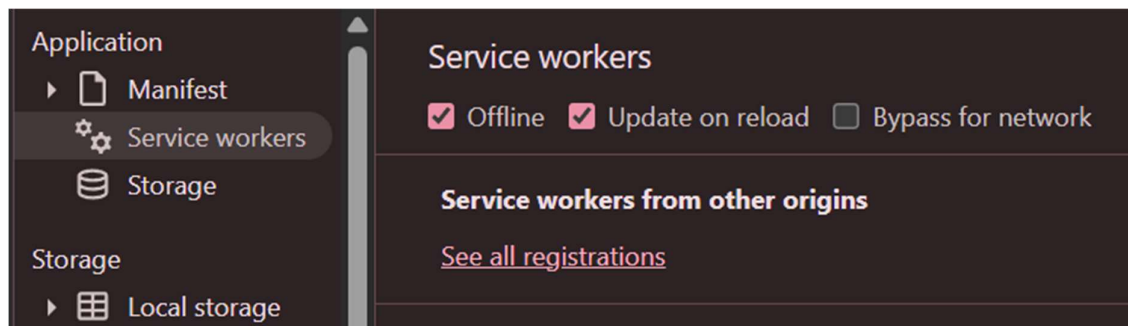 Application
Manifest
Service workers
Storage
Storage
Local storage
Service workers
Offline Update on reload Bypass for network
Service workers from other origins
See all registrations